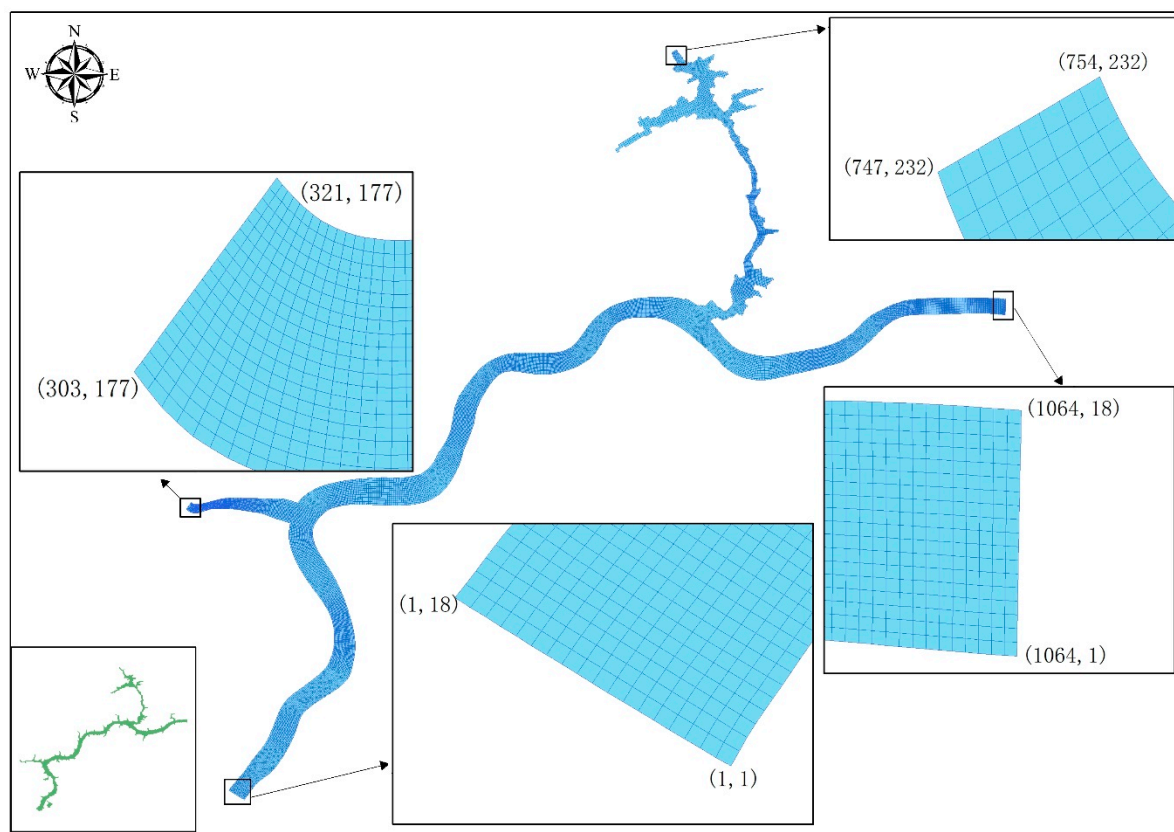 N
W E
S
(754, 232)
(747, 232)
(321, 177)
(303, 177)
(1064, 18)
(1064, 1)
(1, 18)
(1, 1)